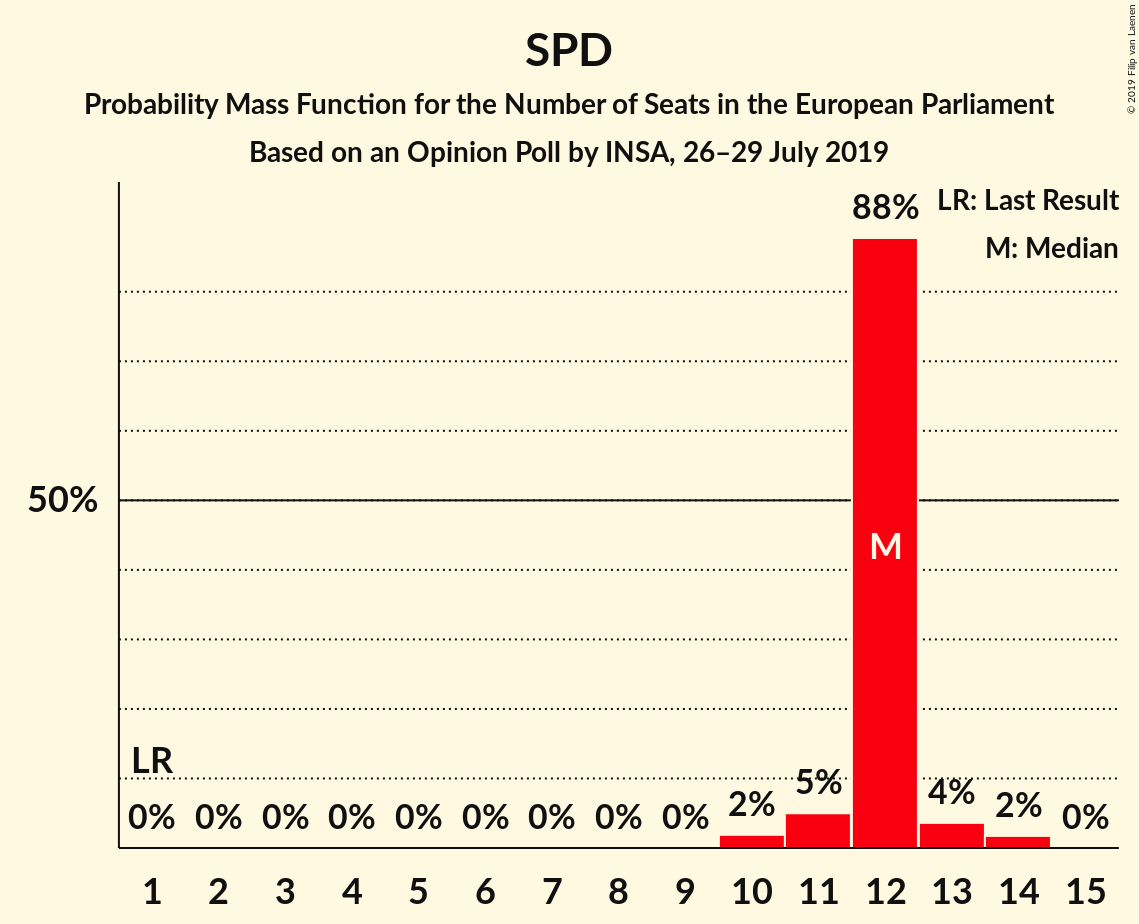 SPD
Probability Mass Function for the Number of Seats in the European Parliament
Based on an Opinion Poll by INSA, 26–29 July 2019
© 2019 Filip van Laenen
LR: Last Result
M: Median
88%
50%
M
LR
0% 0% 0% 0% 0% 0% 0% 0% 0% 2% 5% 4% 2% 0%
1 2 3 4 5 6 7 8 9 10 11 12 13 14 15